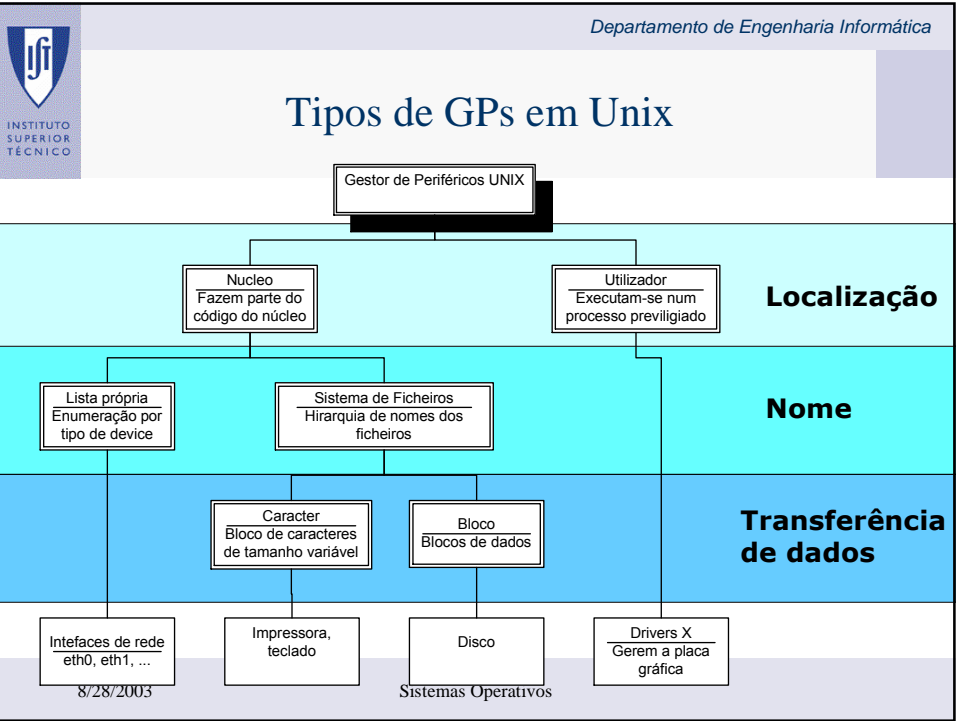 Departamento de Engenharia Informática
INSTITUTO
SUPERIOR
TÉCNICO
Tipos de GPs em Unix
Gestor de Periféricos UNIX
Nucleo
Fazem parte do
código do núcleo
Utilizador
Executam-se num
processo previligiado
Localização
Lista própria
Enumeração por
tipo de device
Sistema de Ficheiros
Hirarquia de nomes dos
ficheiros
Nome
Caracter
Bloco de caracteres
de tamanho variável
Bloco
Blocos de dados
Transferência
de dados
Intefaces de rede
eth0, eth1, ...
Impressora,
teclado
Disco
Drivers X
Gerem a placa
gráfica
8/28/2003
Sistemas Operativos